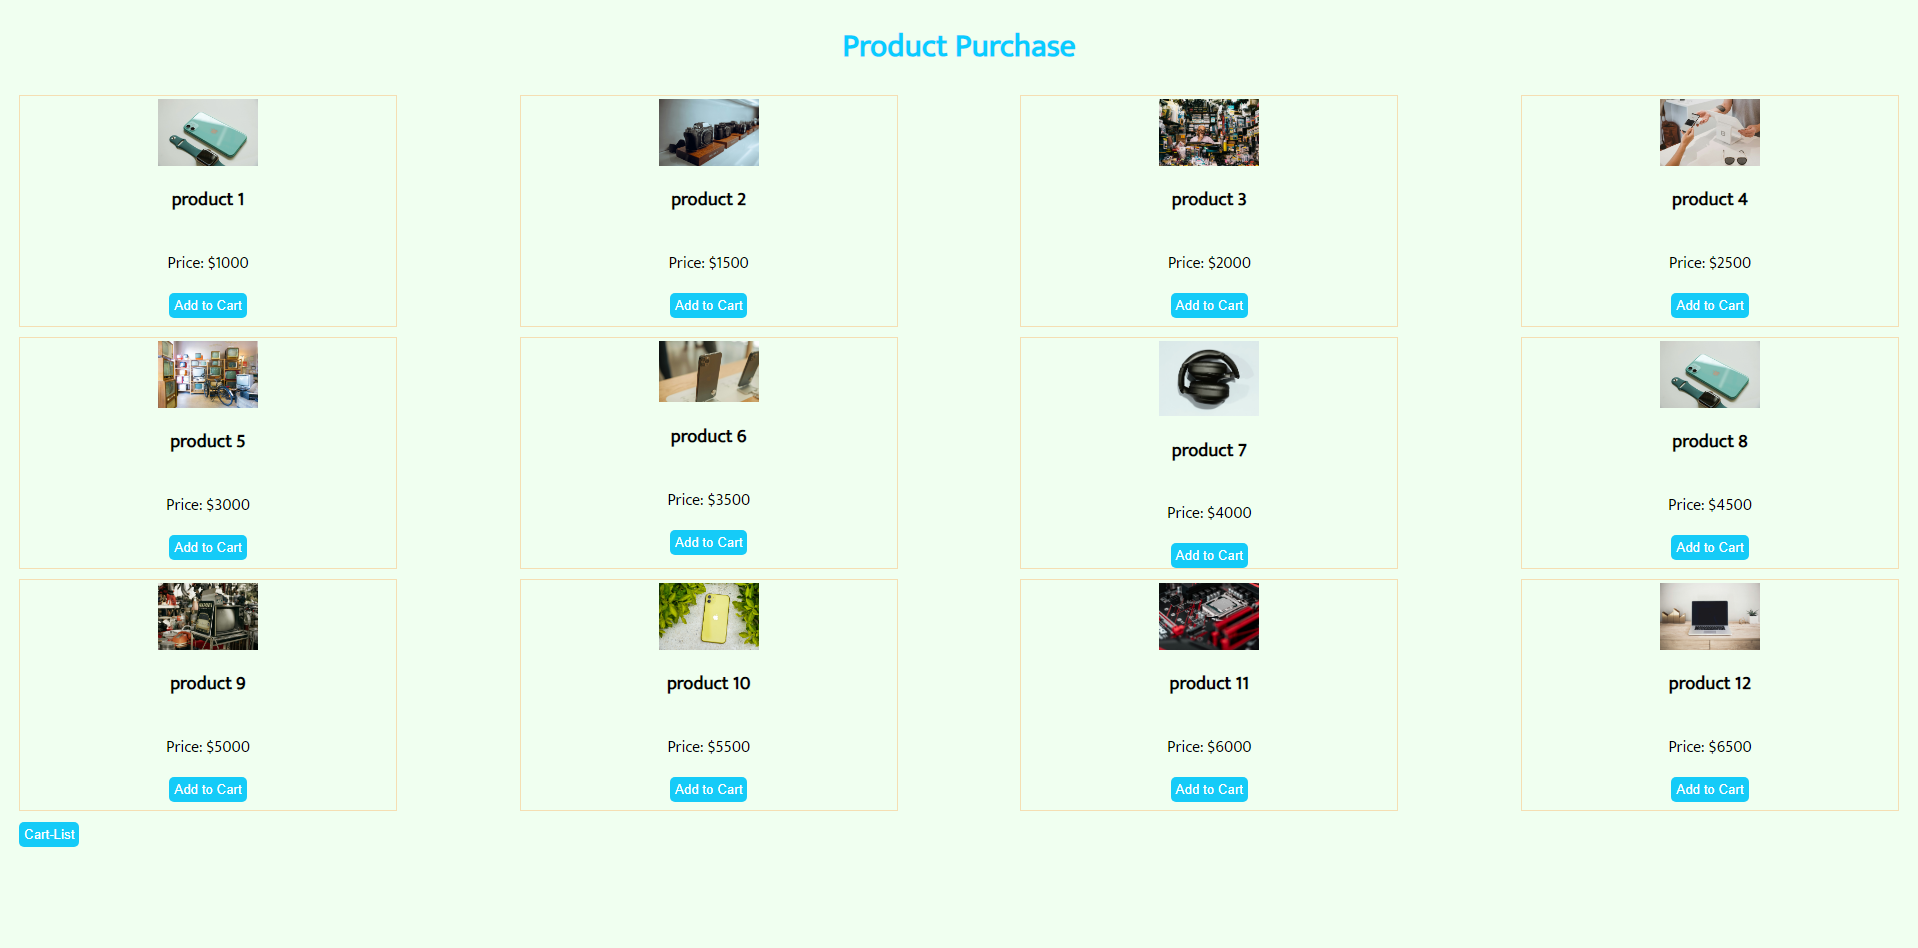 Product Purchase
product 1
Price: $1000
Add to Cart
product 2
Price: $1500
Add to Cart
product 3
Price: $2000
Add to Cart
product 4
Price: $2500
Add to Cart
product 5
Price: $3000
Add to Cart
product 6
Price: $3500
Add to Cart
product 7
Price: $4000
Add to Cart
product 8
Price: $4500
Add to Cart
product 9
Price: $5000
Add to Cart
product 10
Price: $5500
Add to Cart
product 11
Price: $6000
Add to Cart
product 12
Price: $6500
Add to Cart
Cart-List